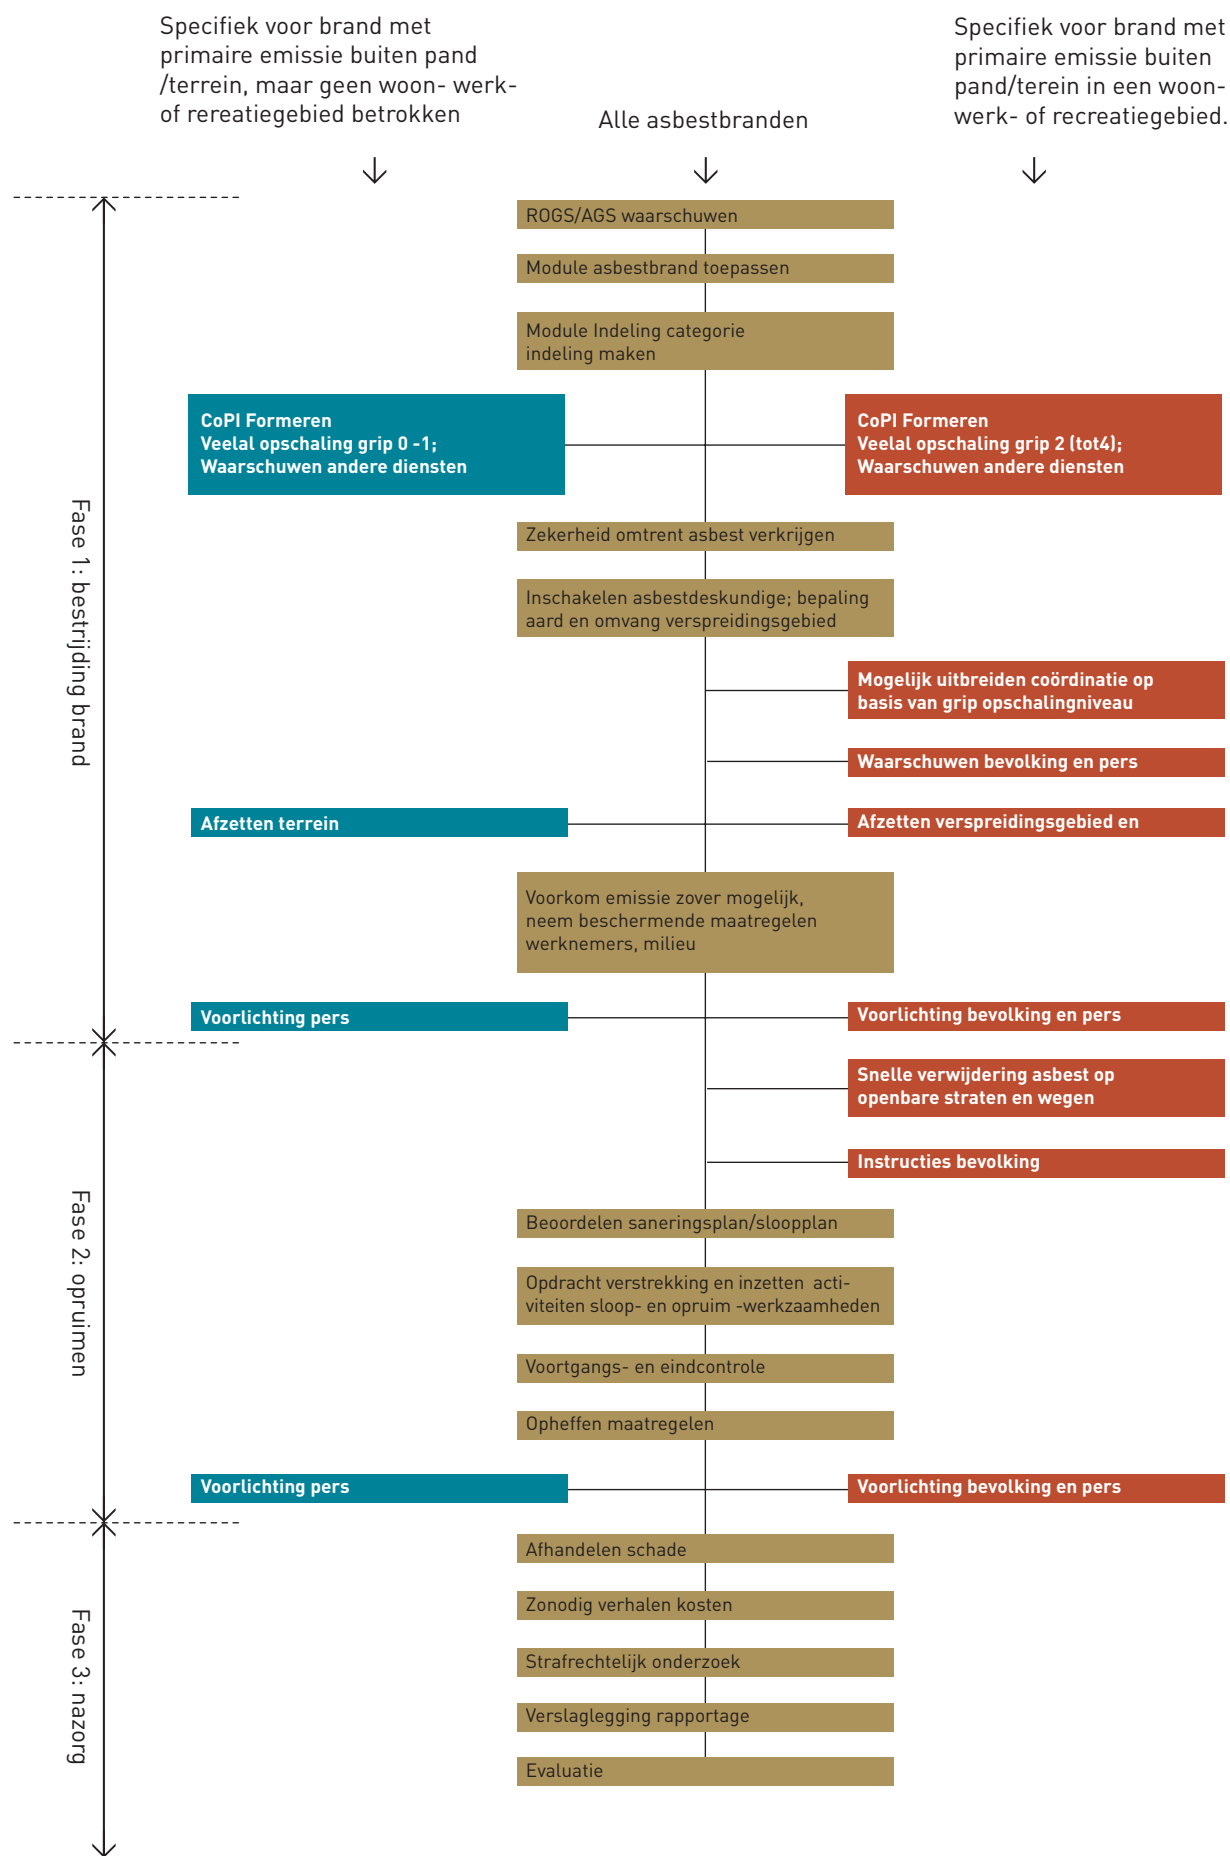 Specifiek voor brand met
primaire emissie buiten pand
/terrein, maar geen woon- werk-
of rereatiegebied betrokken
Alle asbestbranden
Specifiek voor brand met
primaire emissie buiten
pand/terein in een woon-
werk- of recreatiegebied.
Fase 1: bestrijding brand
ROGS/AGS waarschuwen
Module asbestbrand toepassen
Module Indeling categorie
indeling maken
CoPI Formeren
Veelal opschaling grip 0 -1;
Waarschuwen andere diensten
CoPI Formeren
Veelal opschaling grip 2 (tot4);
Waarschuwen andere diensten
Zekerheid omtrent asbest verkrijgen
Inschakelen asbestdeskundige; bepaling
aard en omvang verspreidingsgebied
Mogelijk uitbreiden coördinatie op
basis van grip opschalingniveau
Waarschuwen bevolking en pers
Afzetten terrein
Afzetten verspreidingsgebied en
Voorkom emissie zover mogelijk,
neem beschermende maatregelen
werknemers, milieu
Voorlichting pers
Voorlichting bevolking en pers
Fase 2: opruimen
Snelle verwijdering asbest op
openbare straten en wegen
Instructies bevolking
Beoordelen saneringsplan/sloopplan
Opdracht verstrekking en inzetten acti-
viteiten sloop- en opruim -werkzaamheden
Voortgangs- en eindcontrole
Opheffen maatregelen
Voorlichting pers
Voorlichting bevolking en pers
Fase 3: nazorg
Afhandelen schade
Zonodig verhalen kosten
Strafrechtelijk onderzoek
Verslaglegging rapportage
Evaluatie